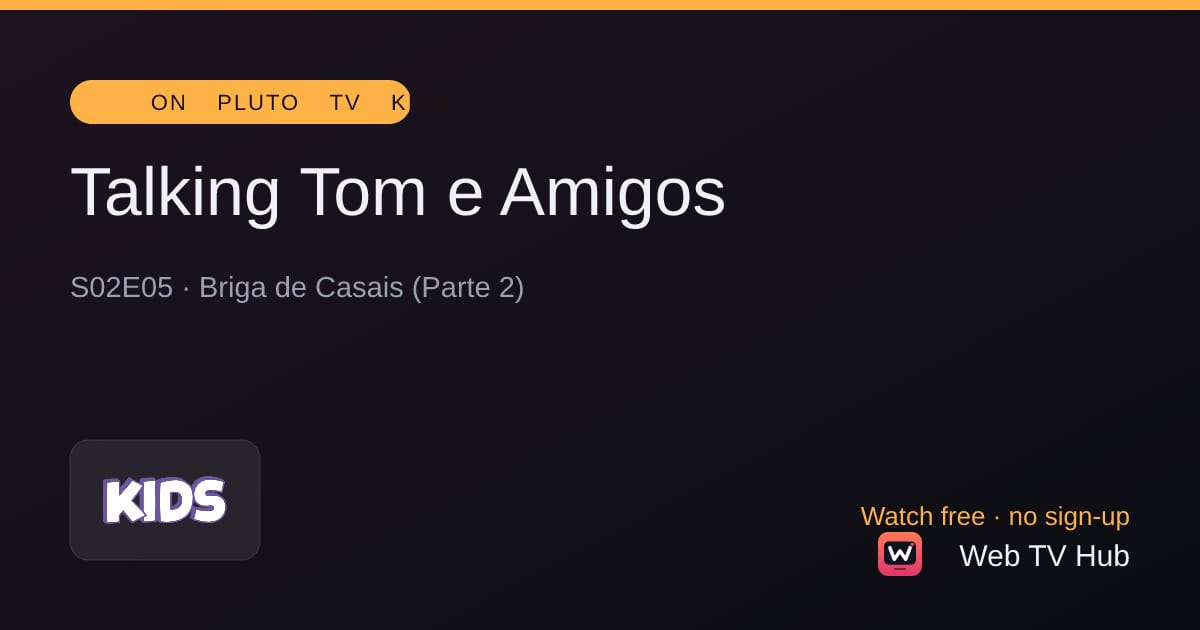 ON PLUTO TV K
Talking Tom e Amigos
S02E05 · Briga de Casais (Parte 2)
KIDS
Watch free · no sign-up
W
Web TV Hub